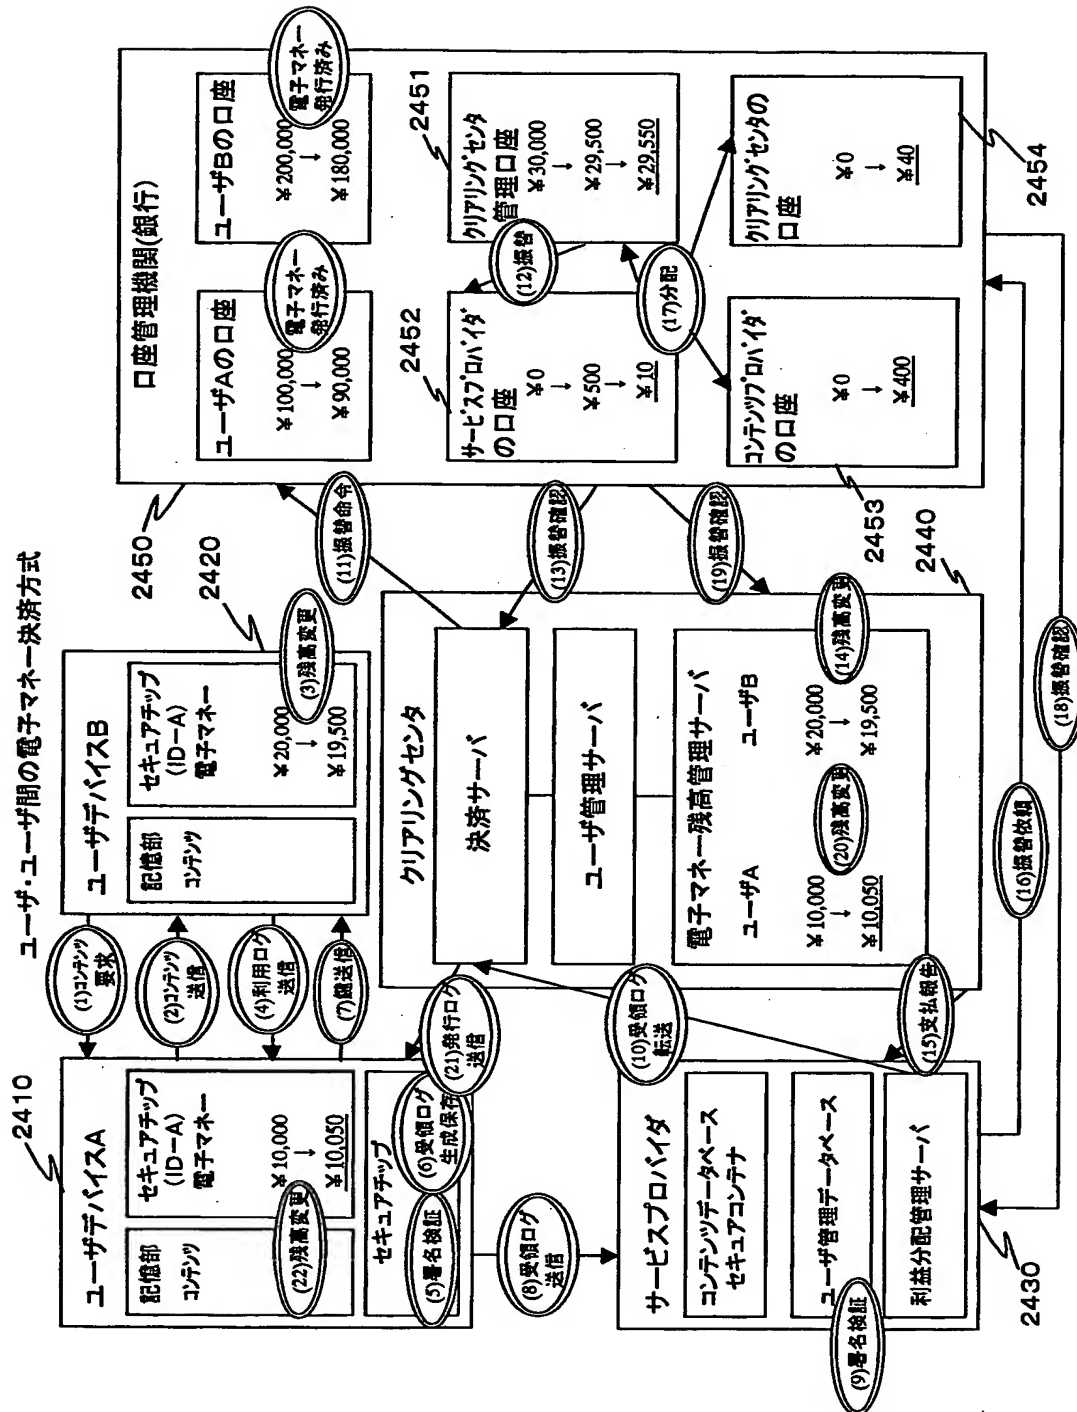 ユーザ・ユーザ間の電子マネー決済方式
2410
ユーザデバイスA
記憶部
コンテンツ
セキュアチップ
(ID−A)
電子マネー
¥10,000
↓
¥10,050
(22)残高変更
セキュアチップ
(5)署名検証
(6)受領ログ
生成保存
(1)コンテンツ
要求
(2)コンテンツ
送信
(4)利用ログ
送信
(7)鍵送信
2420
ユーザデバイスB
記憶部
コンテンツ
セキュアチップ
(ID−A)
電子マネー
¥20,000
↓
¥19,500
(3)残高変更
(8)受領ログ
送信
サービスプロバイダ
コンテンツデータベース
セキュアコンテナ
ユーザ管理データベース
利益分配管理サーバ
(9)署名検証
2430
(21)発行ログ
送信
(10)受領ログ
転送
(15)支払報告
クリアリングセンタ
決済サーバ
ユーザ管理サーバ
電子マネー残高管理サーバ
ユーザA
¥10,000
↓
¥10,050
(20)残高変更
ユーザB
¥20,000
↓
¥19,500
(14)残高変更
2440
(11)振替命令
(13)振替確認
(19)振替確認
(16)振替依頼
(18)振替確認
2450
口座管理機関(銀行)
ユーザAの口座
¥100,000
↓
¥90,000
電子マネー
発行済み
ユーザBの口座
¥200,000
↓
¥180,000
電子マネー
発行済み
2452
サービスプロバイダ
の口座
¥0
↓
¥500
↓
¥10
(12)振替
2451
クリアリングセンタ
管理口座
¥30,000
↓
¥29,500
↓
¥29,550
(17)分配
コンテンツプロバイダ
の口座
¥0
↓
¥400
2453
クリアリングセンタの
口座
¥0
↓
¥40
2454